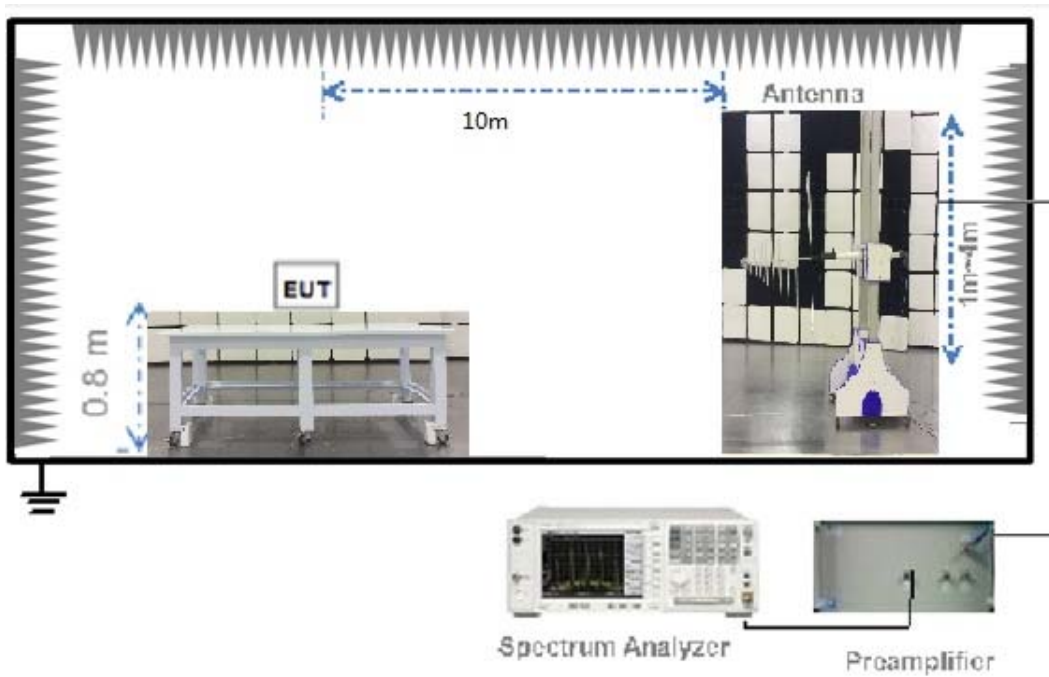 10m
Antenna
EUT
0.8 m
1m~4m
Spectrum Analyzer
Preamplifier